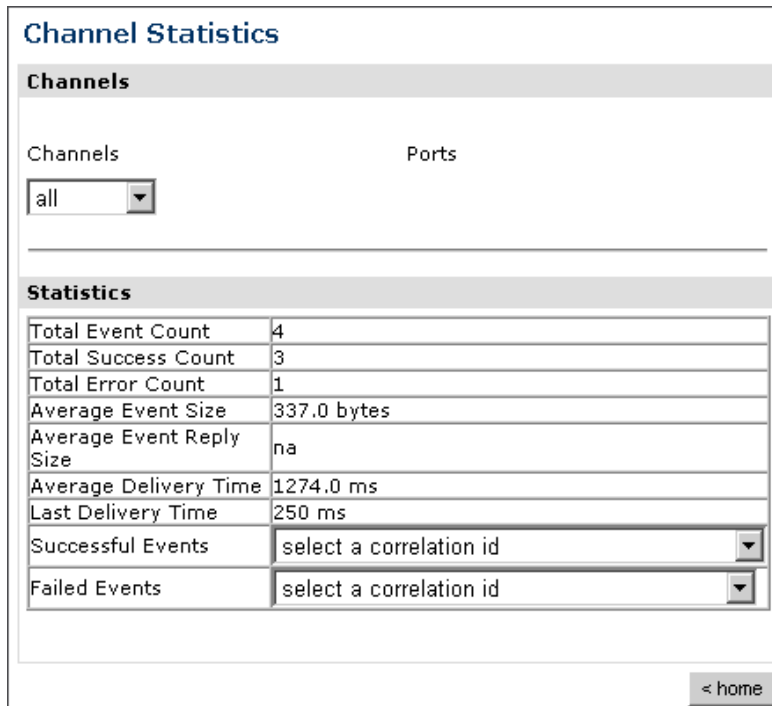 Channel Statistics
Channels
Channels Ports
all
Statistics
Total Event Count 4
Total Success Count 3
Total Error Count 1
Average Event Size 337.0 bytes
Average Event Reply
Size na
Average Delivery Time 1274.0 ms
Last Delivery Time 250 ms
Successful Events select a correlation id
Failed Events select a correlation id
< home